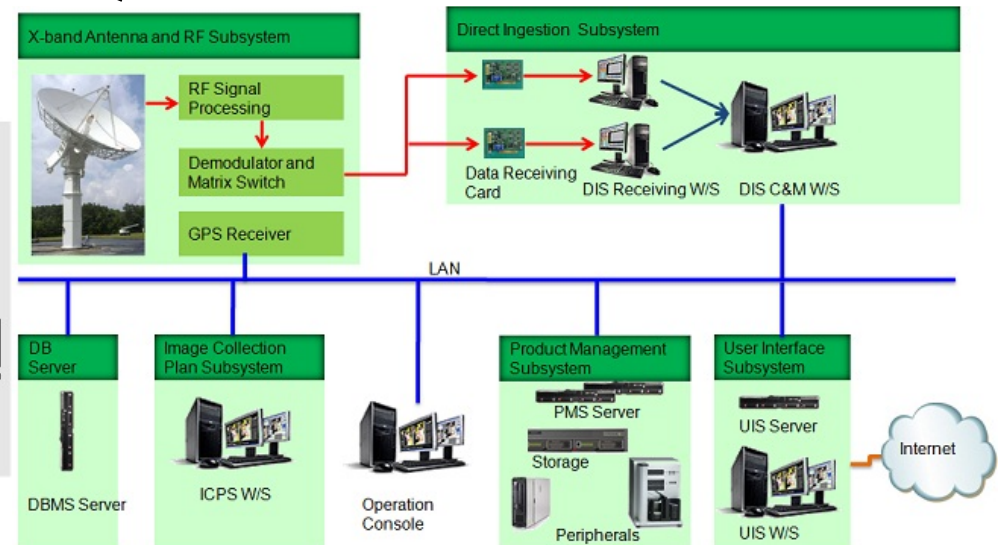 X-band Antenna and RF Subsystem
RF Signal
Processing
Demodulator and
Matrix Switch
GPS Receiver
Direct Ingestion Subsystem
Data Receiving
Card
DIS Receiving W/S
DIS C&M W/S
LAN
DB
Server
DBMS Server
Image Collection
Plan Subsystem
ICPS W/S
Operation
Console
Product Management
Subsystem
PMS Server
Storage
Peripherals
User Interface
Subsystem
UIS Server
UIS W/S
Internet